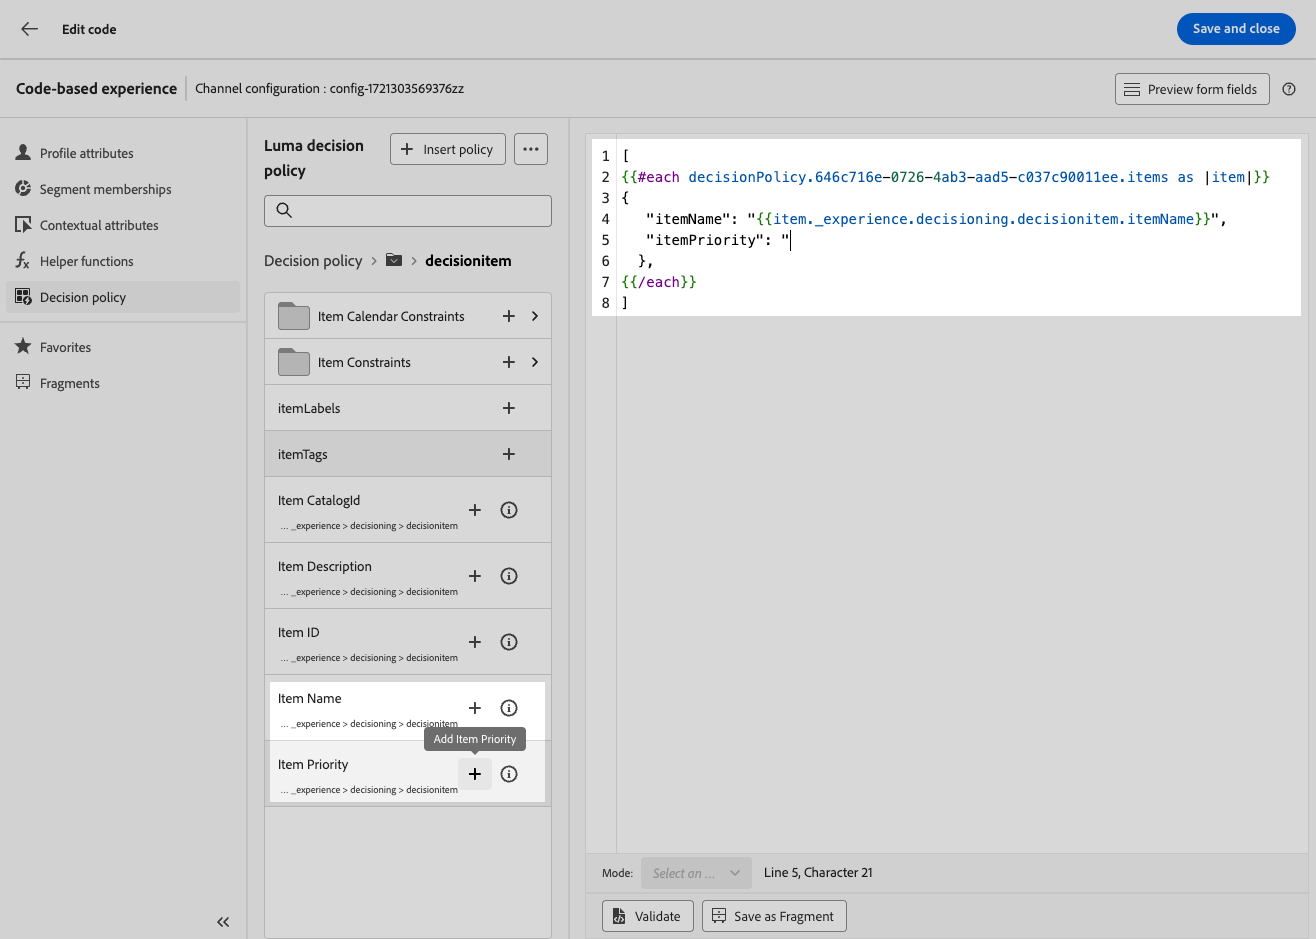 Edit code
Save and close
Code-based experience
Channel configuration : config-1721303569376zz
Preview form fields
Profile attributes
Segment memberships
Contextual attributes
Helper functions
Decision policy
Favorites
Fragments
Luma decision
policy
Insert policy
Decision policy > decisionitem
Item Calendar Constraints
Item Constraints
itemLabels
itemTags
Item CatalogId
... _experience > decisioning > decisionitem
Item Description
... _experience > decisioning > decisionitem
Item ID
... _experience > decisioning > decisionitem
Item Name
... _experience > decisioning > decisionitem
Add Item Priority
Item Priority
... _experience > decisioning > decisionitem
1 [
2 {{#each decisionPolicy.646c716e-0726-4ab3-aad5-c037c90011ee.items as |item|}}
3 {
4 "itemName": "{{item._experience.decisioning.decisionitem.itemName}}",
5 "itemPriority": "
6 },
7 {{/each}}
8 ]
Mode: Select an ... Line 5, Character 21
Validate
Save as Fragment